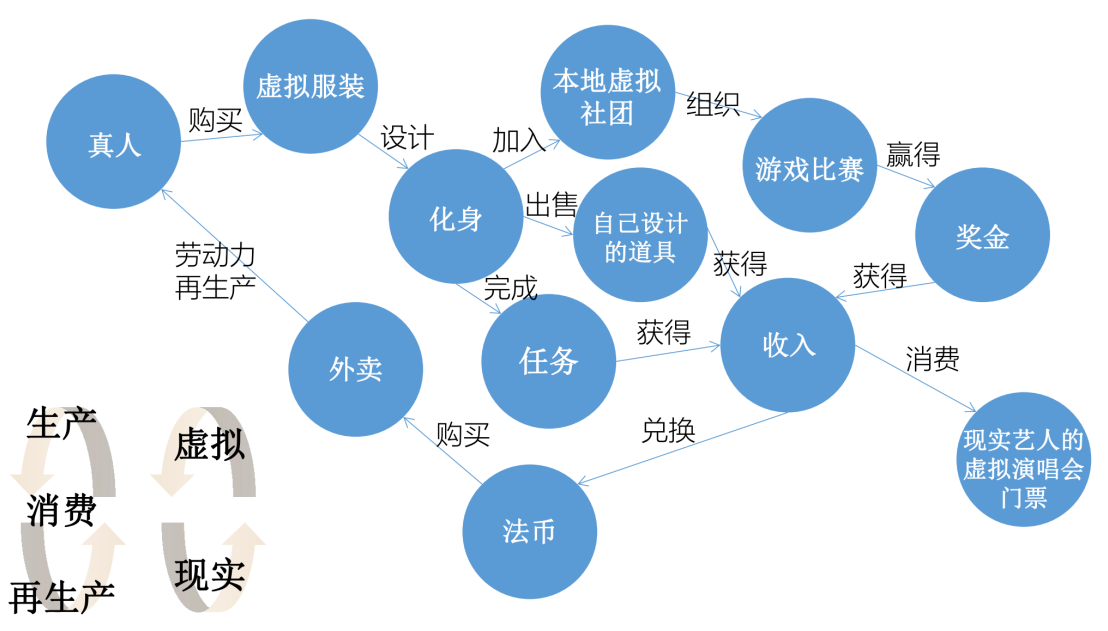 虚拟服装
本地虚拟
社团
组织
真人
购买
设计
加入
游戏比赛
赢得
化身
出售
自己设计
的道具
奖金
劳动力
再生产
完成
获得
获得
外卖
任务
获得
收入
消费
生产
虚拟
购买
兑换
现实艺人的
虚拟演唱会
门票
消费
法币
现实
再生产